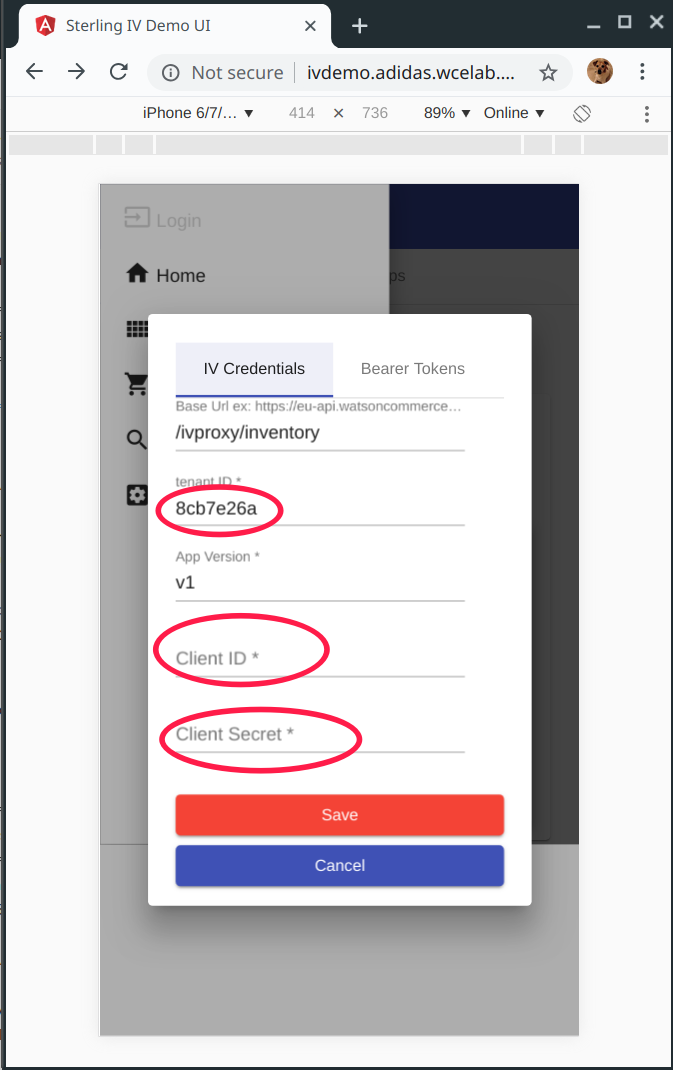 Sterling IV Demo UI
Not secure
ivdemo.adidas.wcelab....
iPhone 6/7/... ▼ 414 × 736 89% ▼ Online ▼
Login
Home
ps
IV Credentials
Bearer Tokens
Base Url ex: https://eu-api.watsoncommerce...
/ivproxy/inventory
tenant ID *
8cb7e26a
App Version *
v1
Client ID *
Client Secret *
Save
Cancel